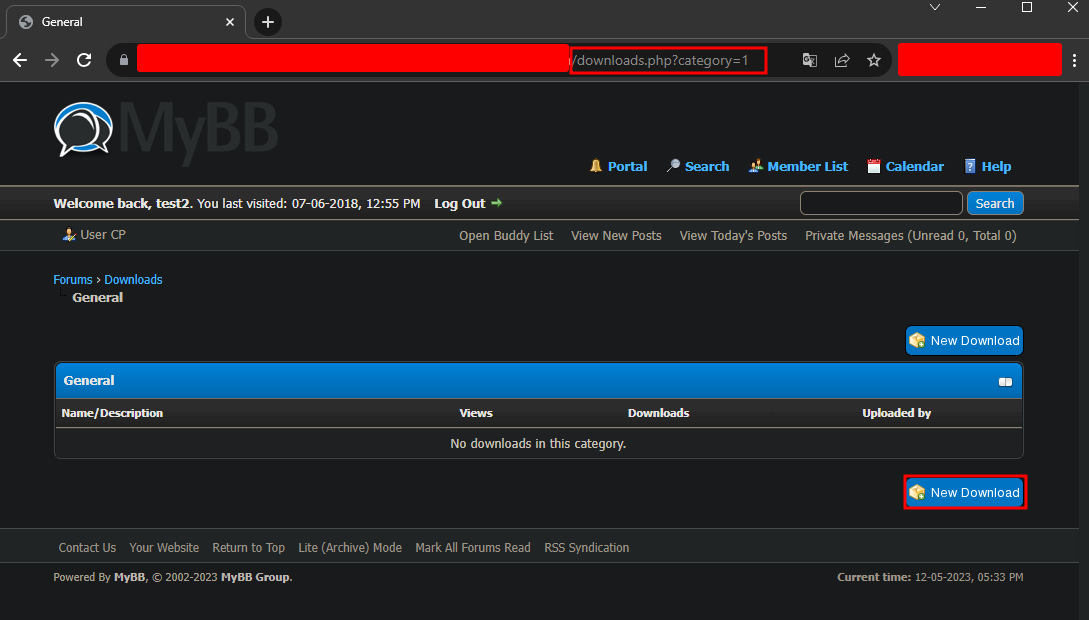 General
/downloads.php?category=1
MyBB
Portal Search Member List Calendar Help
Welcome back, test2. You last visited: 07-06-2018, 12:55 PM Log Out Search
User CP Open Buddy List View New Posts View Today's Posts Private Messages (Unread 0, Total 0)
Forums › Downloads
General
New Download
General
Name/Description Views Downloads Uploaded by
No downloads in this category.
New Download
Contact Us Your Website Return to Top Lite (Archive) Mode Mark All Forums Read RSS Syndication
Powered By MyBB, © 2002-2023 MyBB Group. Current time: 12-05-2023, 05:33 PM